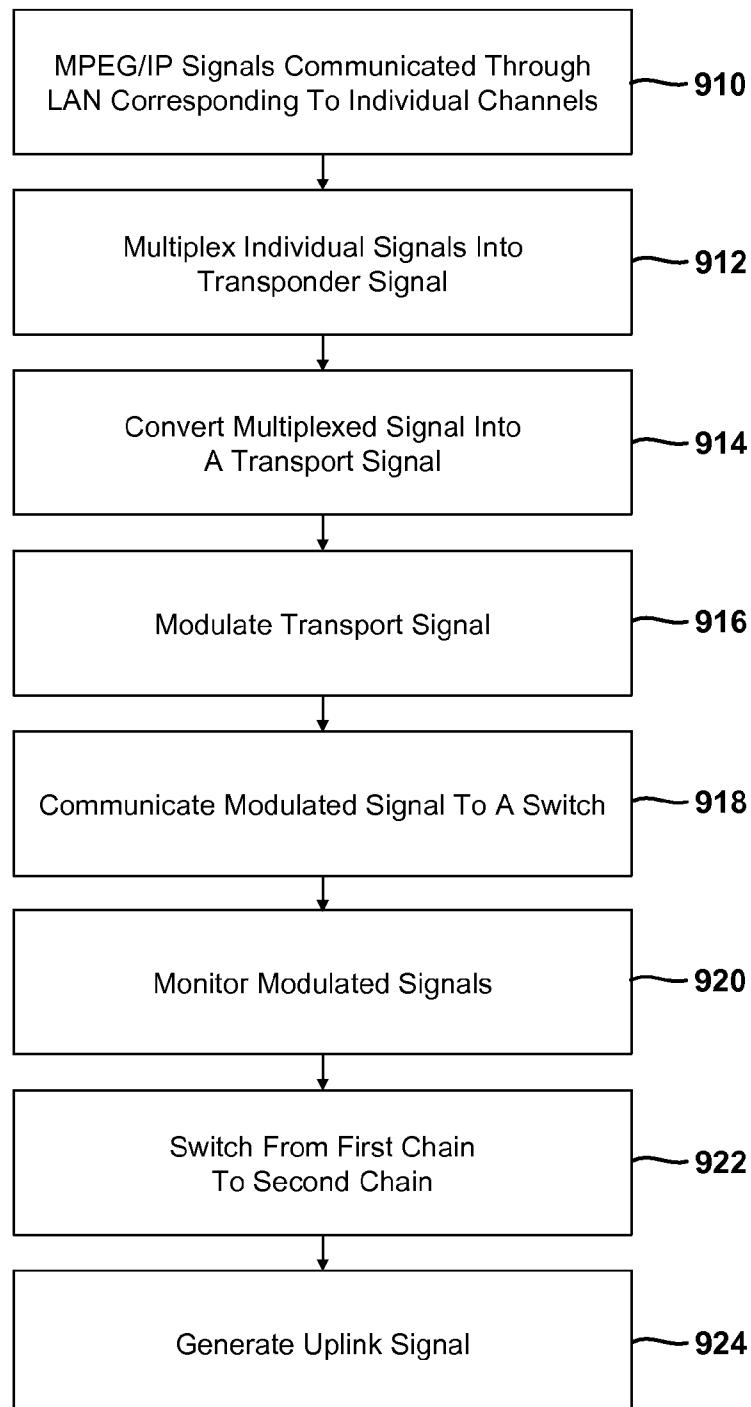 MPEG/IP Signals Communicated Through
LAN Corresponding To Individual Channels
910
Multiplex Individual Signals Into
Transponder Signal
912
Convert Multiplexed Signal Into
A Transport Signal
914
Modulate Transport Signal
916
Communicate Modulated Signal To A Switch
918
Monitor Modulated Signals
920
Switch From First Chain
To Second Chain
922
Generate Uplink Signal
924